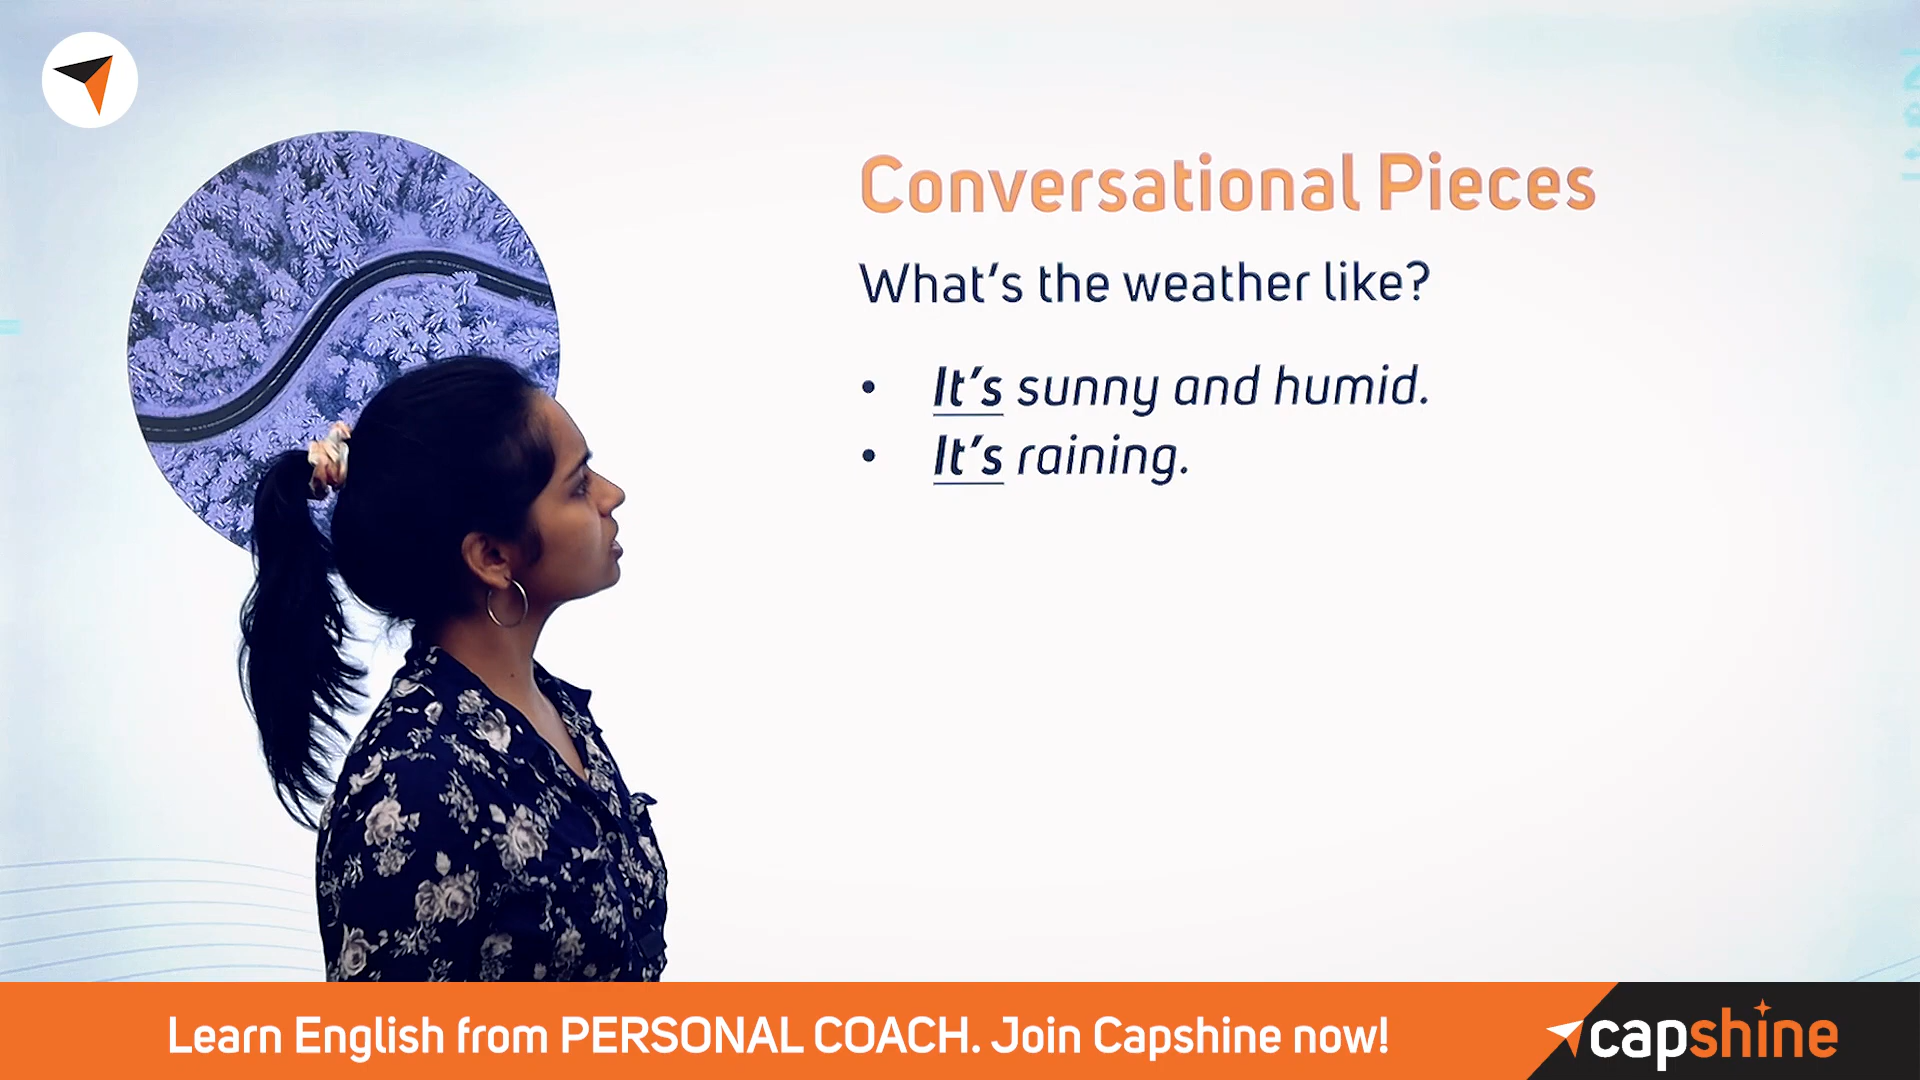 Conversational Pieces
What's the weather like?
• It's sunny and humid.
• It's raining.
Learn English from PERSONAL COACH. Join Capshine now!
capshine